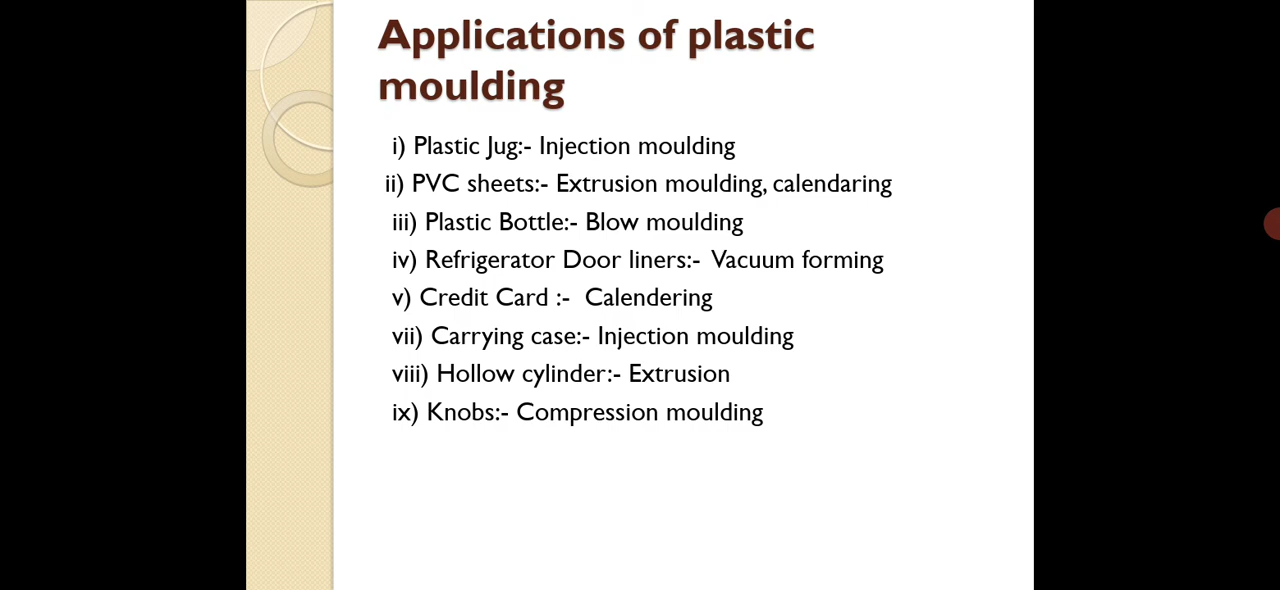 Applications of plastic
moulding
i) Plastic Jug:- Injection moulding
ii) PVC sheets:- Extrusion moulding, calendaring
iii) Plastic Bottle:- Blow moulding
iv) Refrigerator Door liners:- Vacuum forming
v) Credit Card :- Calendering
vii) Carrying case:- Injection moulding
viii) Hollow cylinder:- Extrusion
ix) Knobs:- Compression moulding